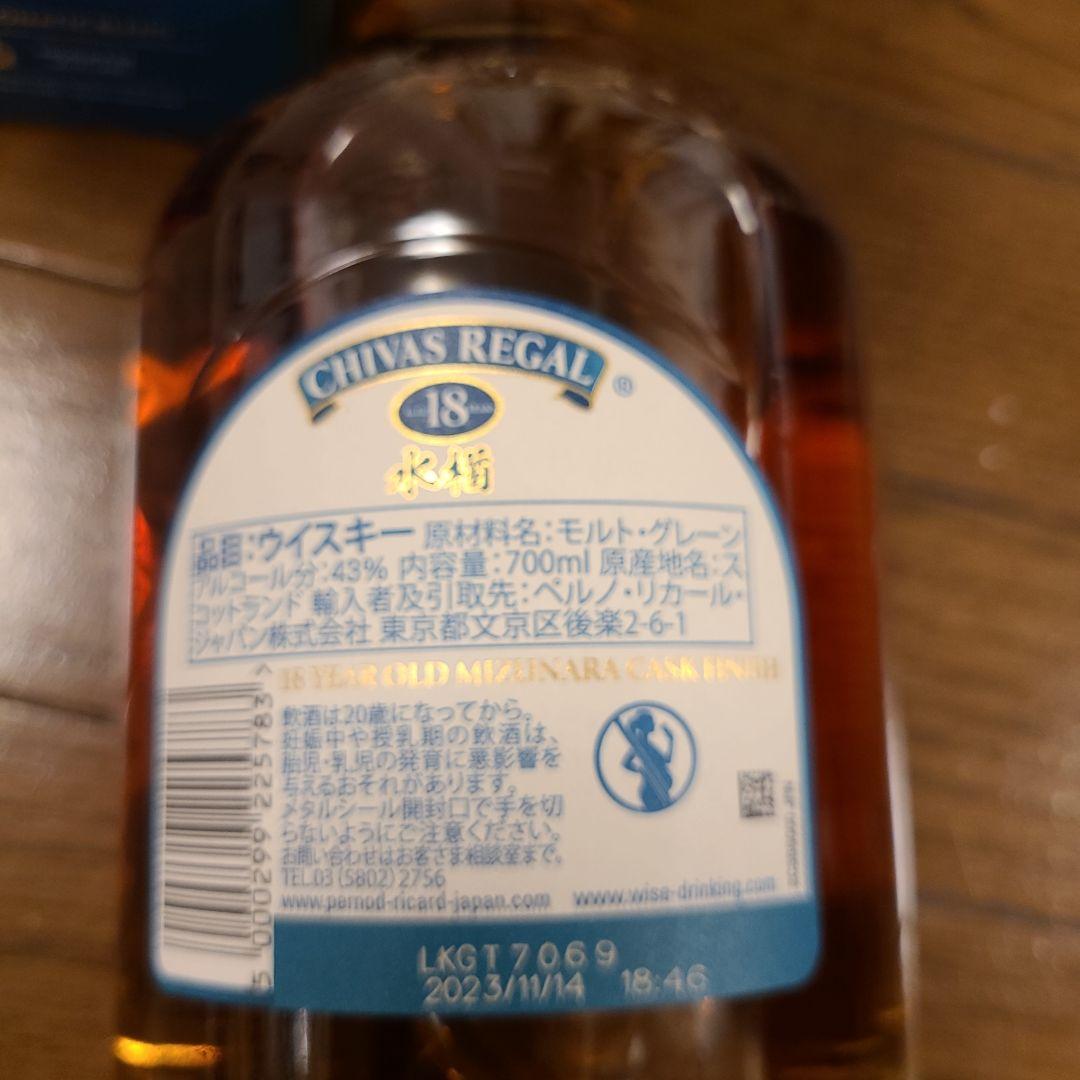 CHIVAS REGAL
®
18
水楢
品目:ウイスキー 原材料名:モルト・グレーン
アルコール分:43% 内容量:700ml 原産地名:ス
コットランド 輸入者及引取先:ペルノ・リカール・
ジャパン株式会社 東京都文京区後楽2-6-1
18 YEAR OLD MIZUNARA CASK FINISH
飲酒は20歳になってから。
妊娠中や授乳期の飲酒は、
胎児・乳児の発育に悪影響を
与えるおそれがあります。
メタルシール開封口で手を切
らないようにご注意ください。
お問い合わせはお客さま相談室まで。
TEL.03 (5802) 2756
www.pernod-ricard-japan.com www.wise-drinking.com
5 000299 225783 >
LKGT7069
2023/11/14 18:46